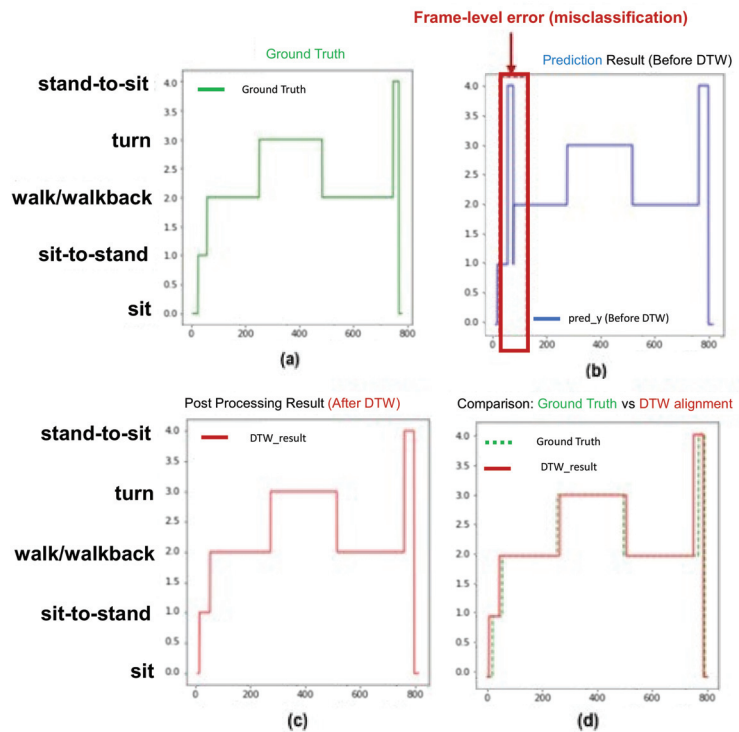 Frame-level error (misclassification)
Ground Truth
Prediction Result (Before DTW)
stand-to-sit
turn
walk/walkback
sit-to-stand
sit
4.0
3.5
3.0
2.5
2.0
1.5
1.0
0.5
0.0
Ground Truth
0 200 400 600 800
(a)
4.0
3.5
3.0
2.5
2.0
1.5
1.0
0.5
0.0
pred_y (Before DTW)
0 200 400 600 800
(b)
Post Processing Result (After DTW)
Comparison: Ground Truth vs DTW alignment
stand-to-sit
turn
walk/walkback
sit-to-stand
sit
4.0
3.5
3.0
2.5
2.0
1.5
1.0
0.5
0.0
DTW_result
0 200 400 600 800
(c)
4.0
3.5
3.0
2.5
2.0
1.5
1.0
0.5
0.0
Ground Truth
DTW_result
0 200 400 600 800
(d)